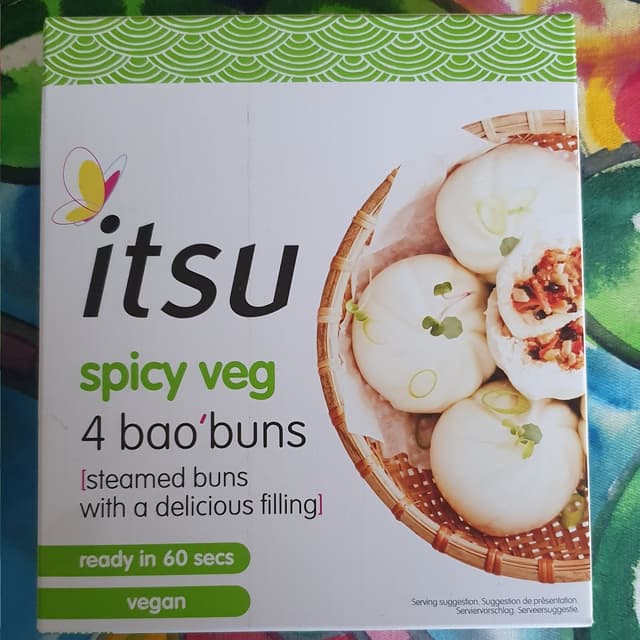 itsu
spicy veg
4 bao'buns
[steamed buns
with a delicious filling]
ready in 60 secs
vegan
Serving suggestion. Suggestion de présentation.
Serviervorschlag. Serveersuggestie.